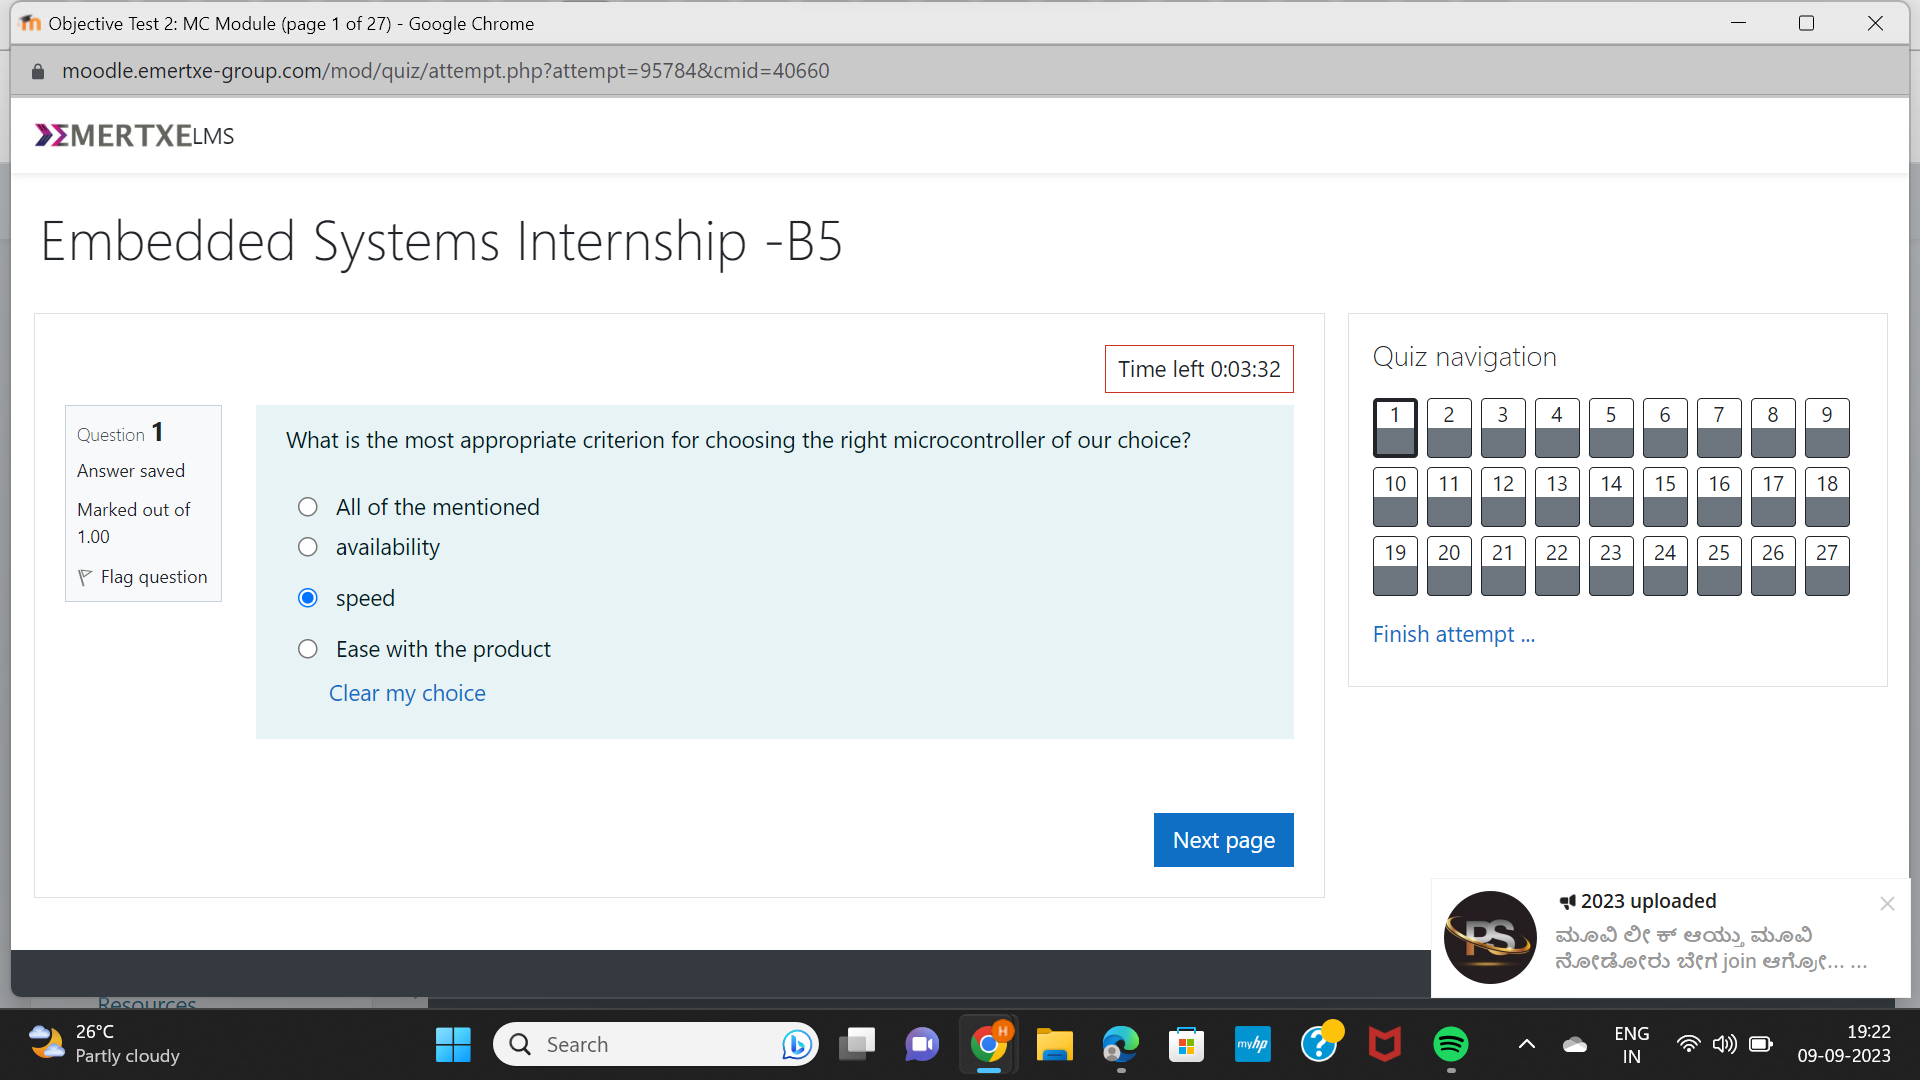 Objective Test 2: MC Module (page 1 of 27) - Google Chrome
moodle.emertxe-group.com/mod/quiz/attempt.php?attempt=95784&cmid=40660
EMERTXE LMS
Embedded Systems Internship -B5
Time left 0:03:32
Question 1
Answer saved
Marked out of
1.00
Flag question
What is the most appropriate criterion for choosing the right microcontroller of our choice?
All of the mentioned
availability
speed
Ease with the product
Clear my choice
Next page
Quiz navigation
1 2 3 4 5 6 7 8 9
10 11 12 13 14 15 16 17 18
19 20 21 22 23 24 25 26 27
Finish attempt ...
PS
2023 uploaded
ಮೂವಿ ಲೀ ಕ್ ಆಯ್ತು ಮೂವಿ
ನೋಡೋರು ಬೇಗ join ಆಗ್ರೋ... ...
Resources
26°C
Partly cloudy
Search
H
myhp
ENG
IN
19:22
09-09-2023